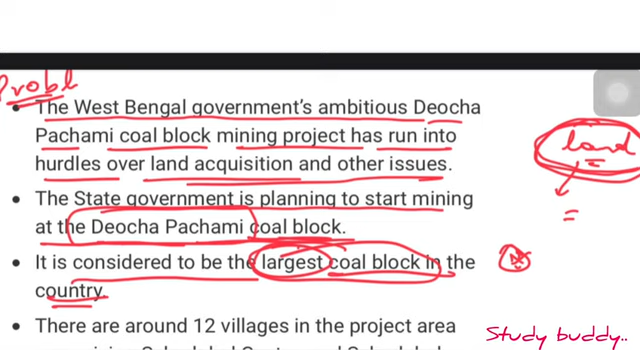 Probl
• The West Bengal government's ambitious Deocha
Pachami coal block mining project has run into
hurdles over land acquisition and other issues.
land
=
• The State government is planning to start mining
at the Deocha Pachami coal block.
• It is considered to be the largest coal block in the
country.
• There are around 12 villages in the project area
Study buddy..